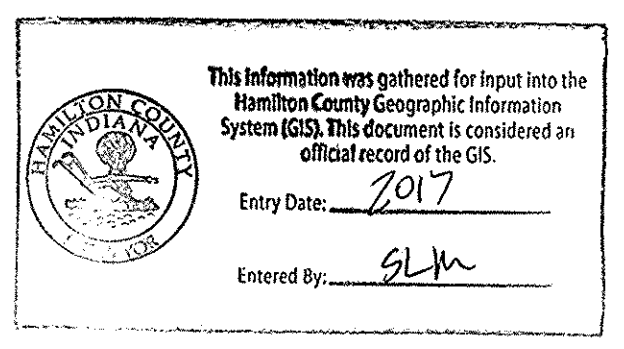 HAMILTON COUNTY
INDIANA
This information was gathered for input into the
Hamilton County Geographic Information
System (GIS). This document is considered an
official record of the GIS.
Entry Date: 2017
Entered By: SLM